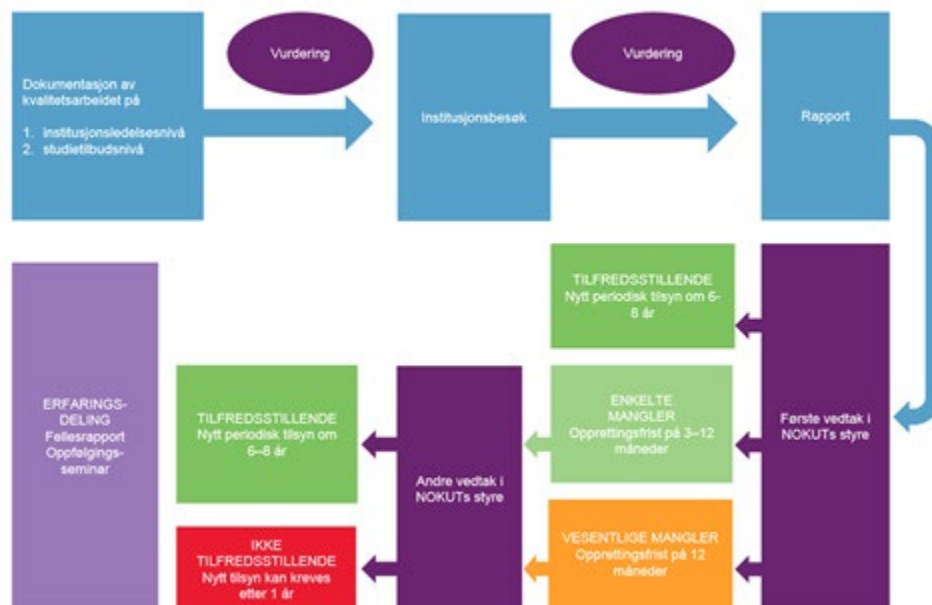 Vurdering
Vurdering
Dokumentasjon av
kvalitetsarbeidet på
1. institusjonsledelsesnivå
2. studietilbudsnivå
Institusjonsbesøk
Rapport
TILFREDSSTILLENDE
Nytt periodisk tilsyn om 6-
8 år
ENKELTE
MANGLER
Opprettingsfrist på 3–12
måneder
Første vedtak i
NOKUTs styre
VESENTLIGE MANGLER
Opprettingsfrist på 12
måneder
Andre vedtak i
NOKUTs styre
TILFREDSSTILLENDE
Nytt periodisk tilsyn om
6–8 år
IKKE
TILFREDSSTILLENDE
Nytt tilsyn kan kreves
etter 1 år
ERFARINGS-
DELING
Fellesrapport
Oppfølgings-
seminar